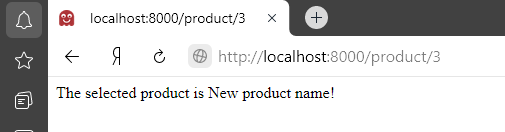 localhost:8000/product/3
Я http://localhost:8000/product/3
The selected product is New product name!